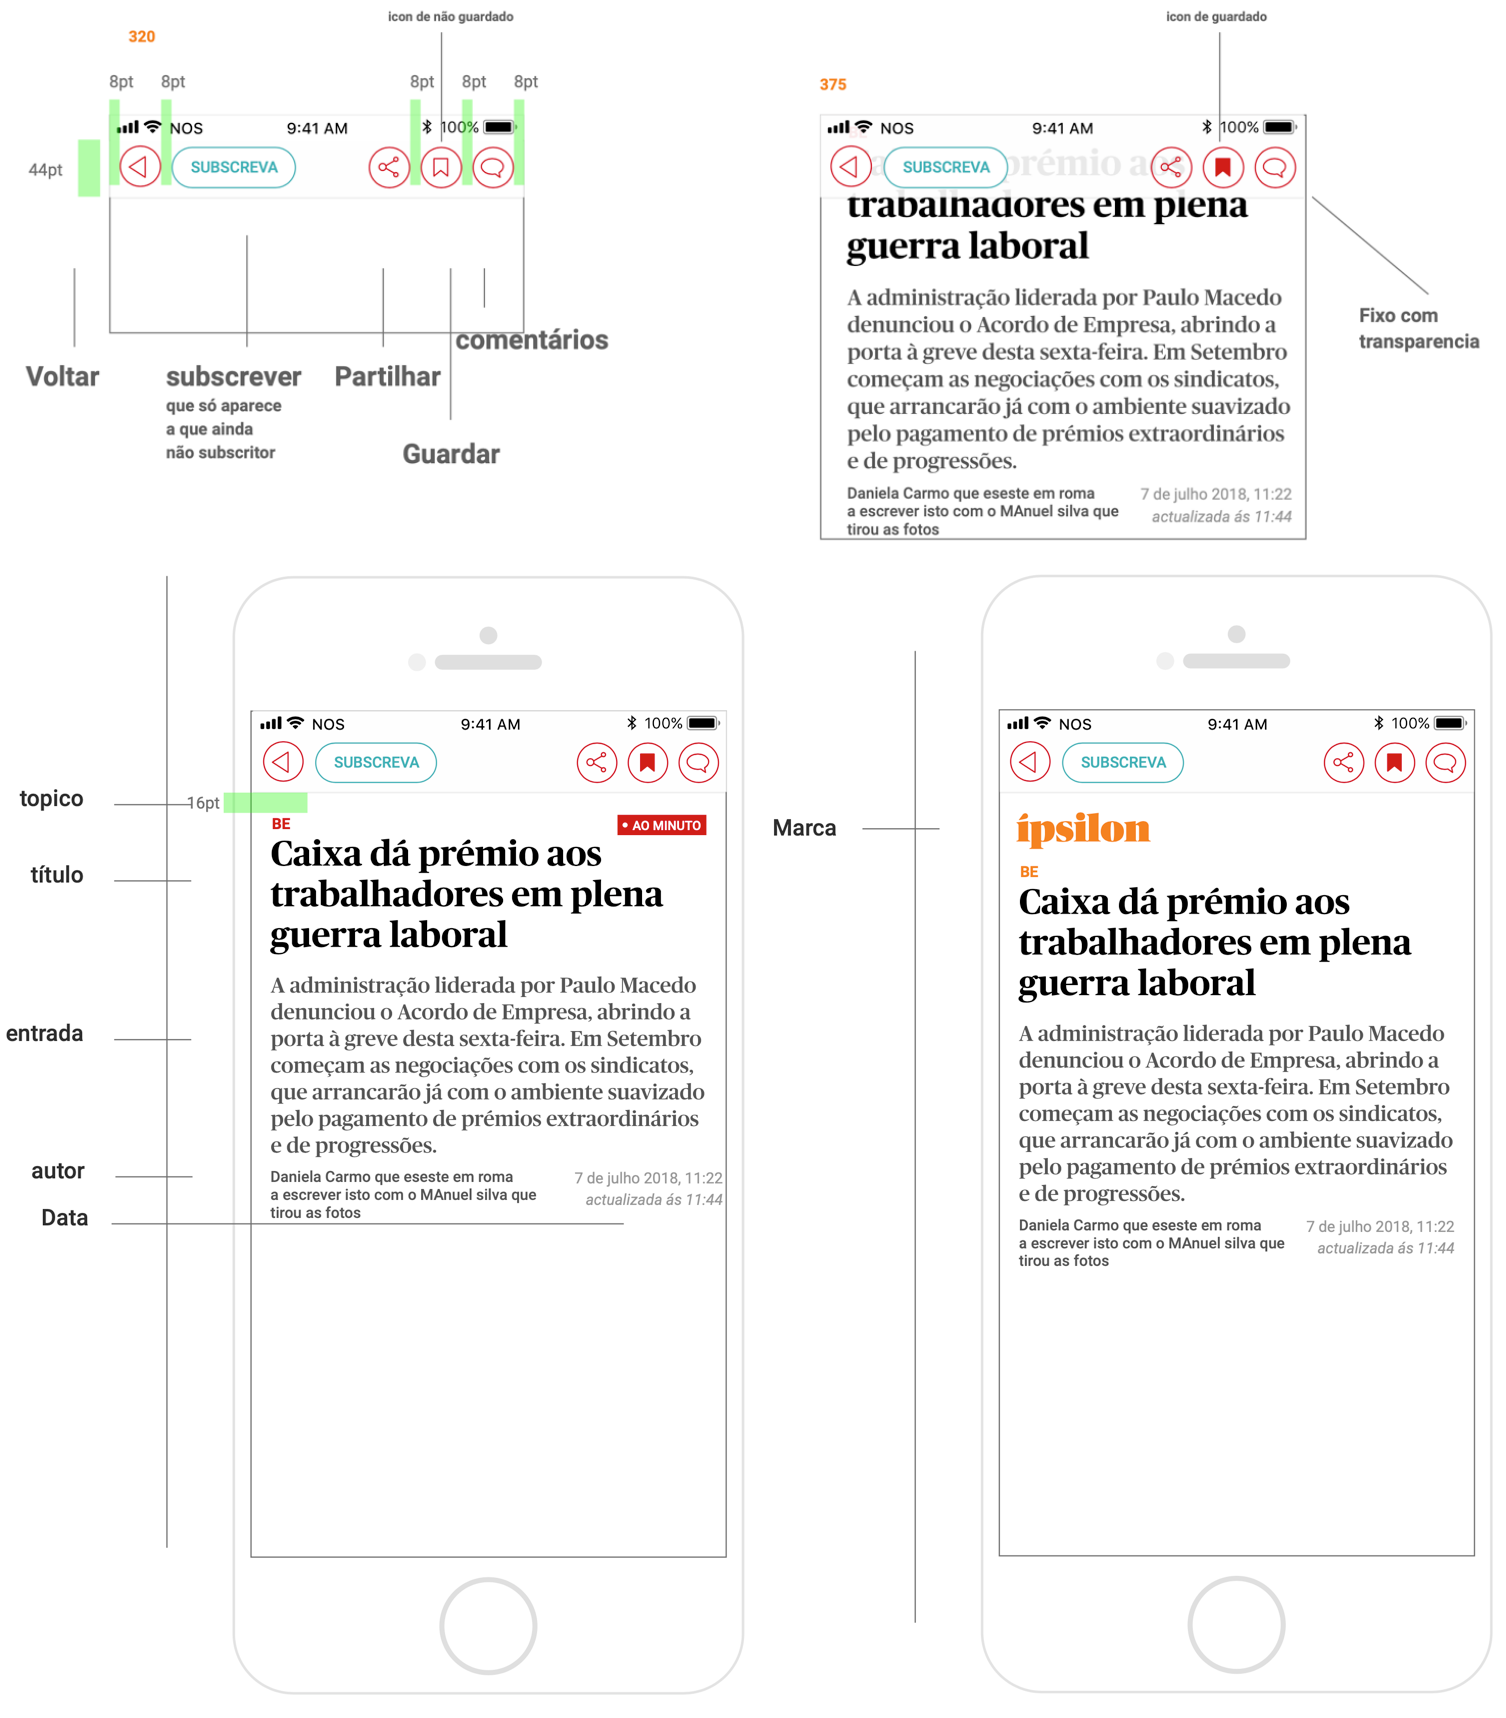 icon de não guardado
320
8pt
8pt
8pt
8pt
8pt
NOS
9:41 AM
100%
44pt
SUBSCREVA
Voltar
subscrever
que só aparece
a que ainda
não subscritor
Partilhar
comentários
Guardar
icon de guardado
375
NOS
9:41 AM
100%
SUBSCREVA
prémio aos
trabalhadores em plena
guerra laboral
A administração liderada por Paulo Macedo
denunciou o Acordo de Empresa, abrindo a
porta à greve desta sexta-feira. Em Setembro
começam as negociações com os sindicatos,
que arrancarão já com o ambiente suavizado
pelo pagamento de prémios extraordinários
e de progressões.
Daniela Carmo que eseste em roma
a escrever isto com o MAnuel silva que
tirou as fotos
7 de julho 2018, 11:22
actualizada ás 11:44
Fixo com
transparencia
NOS
9:41 AM
100%
SUBSCREVA
topico
16pt
BE
• AO MINUTO
título
Caixa dá prémio aos
trabalhadores em plena
guerra laboral
entrada
A administração liderada por Paulo Macedo
denunciou o Acordo de Empresa, abrindo a
porta à greve desta sexta-feira. Em Setembro
começam as negociações com os sindicatos,
que arrancarão já com o ambiente suavizado
pelo pagamento de prémios extraordinários
e de progressões.
autor
Daniela Carmo que eseste em roma
a escrever isto com o MAnuel silva que
tirou as fotos
Data
7 de julho 2018, 11:22
actualizada ás 11:44
NOS
9:41 AM
100%
SUBSCREVA
Marca
ípsilon
BE
Caixa dá prémio aos
trabalhadores em plena
guerra laboral
A administração liderada por Paulo Macedo
denunciou o Acordo de Empresa, abrindo a
porta à greve desta sexta-feira. Em Setembro
começam as negociações com os sindicatos,
que arrancarão já com o ambiente suavizado
pelo pagamento de prémios extraordinários
e de progressões.
Daniela Carmo que eseste em roma
a escrever isto com o MAnuel silva que
tirou as fotos
7 de julho 2018, 11:22
actualizada ás 11:44